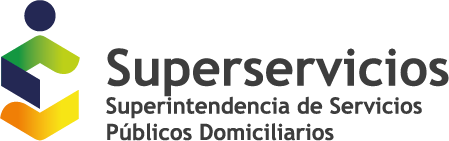 Superservicios
Superintendencia de Servicios
Públicos Domiciliarios